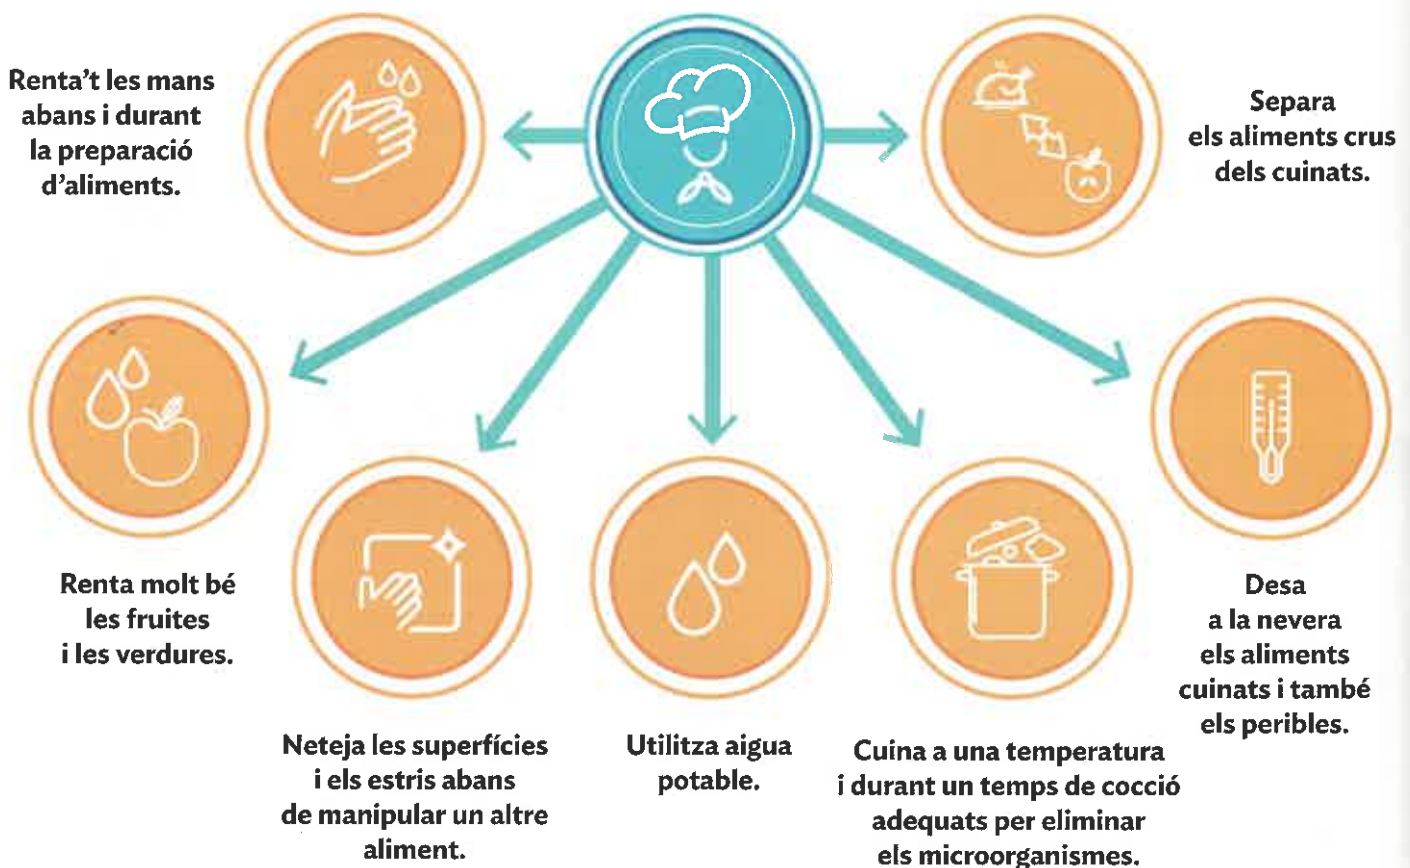 Renta't les mans
abans i durant
la preparació
d'aliments.
Separa
els aliments crus
dels cuinats.
Renta molt bé
les fruites
i les verdures.
Neteja les superfícies
i els estris abans
de manipular un altre
aliment.
Utilitza aigua
potable.
Cuina a una temperatura
i durant un temps de cocció
adequats per eliminar
els microorganismes.
Desa
a la nevera
els aliments
cuinats i també
els peribles.